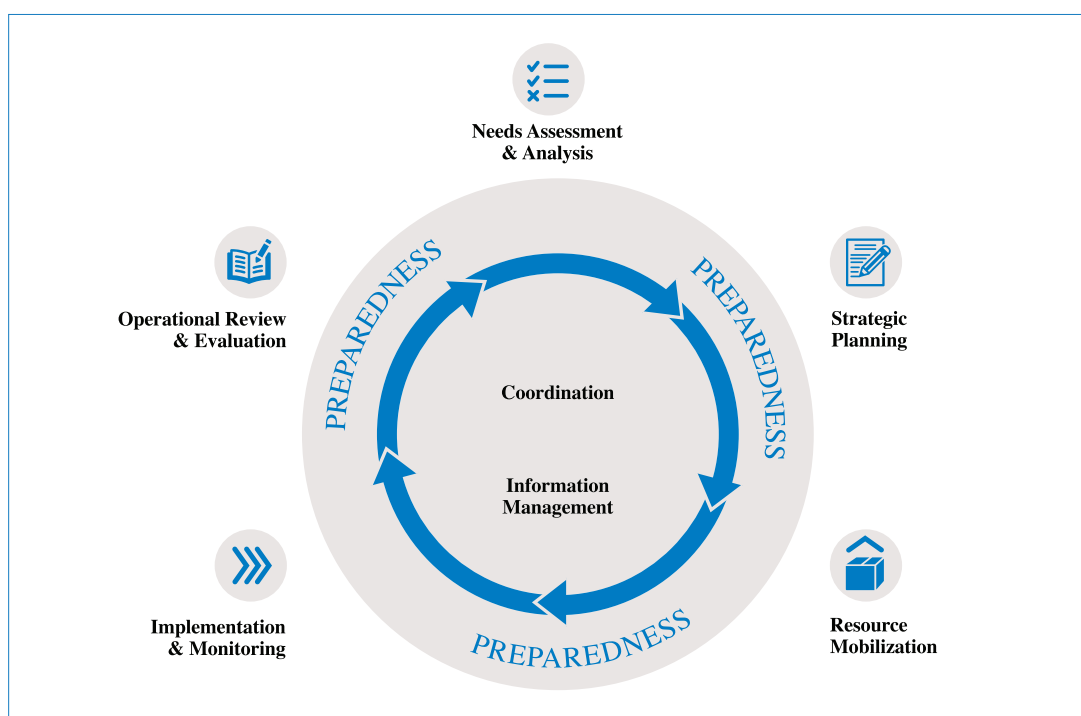 Needs Assessment
& Analysis
PREPAREDNESS
PREPAREDNESS
Operational Review
& Evaluation
Strategic
Planning
Coordination
Information
Management
Implementation
& Monitoring
Resource
Mobilization
PREPAREDNESS